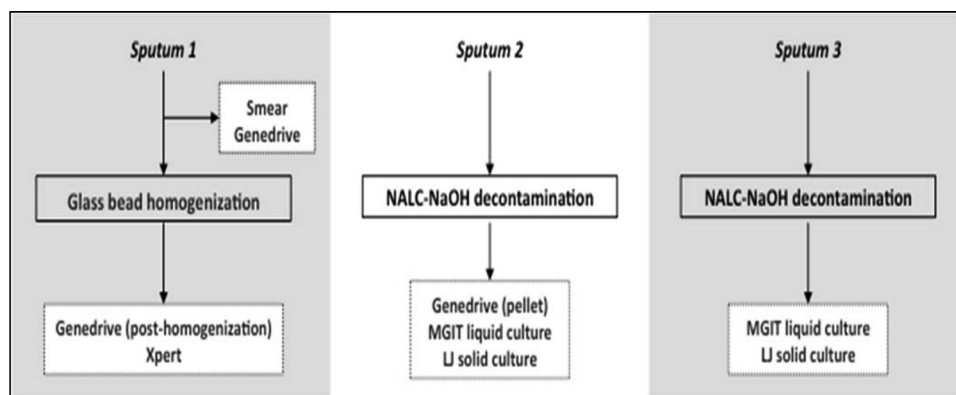 Sputum 1
Smear
Genedrive
Glass bead homogenization
Genedrive (post-homogenization)
Xpert
Sputum 2
NALC-NaOH decontamination
Genedrive (pellet)
MGIT liquid culture
LJ solid culture
Sputum 3
NALC-NaOH decontamination
MGIT liquid culture
LJ solid culture